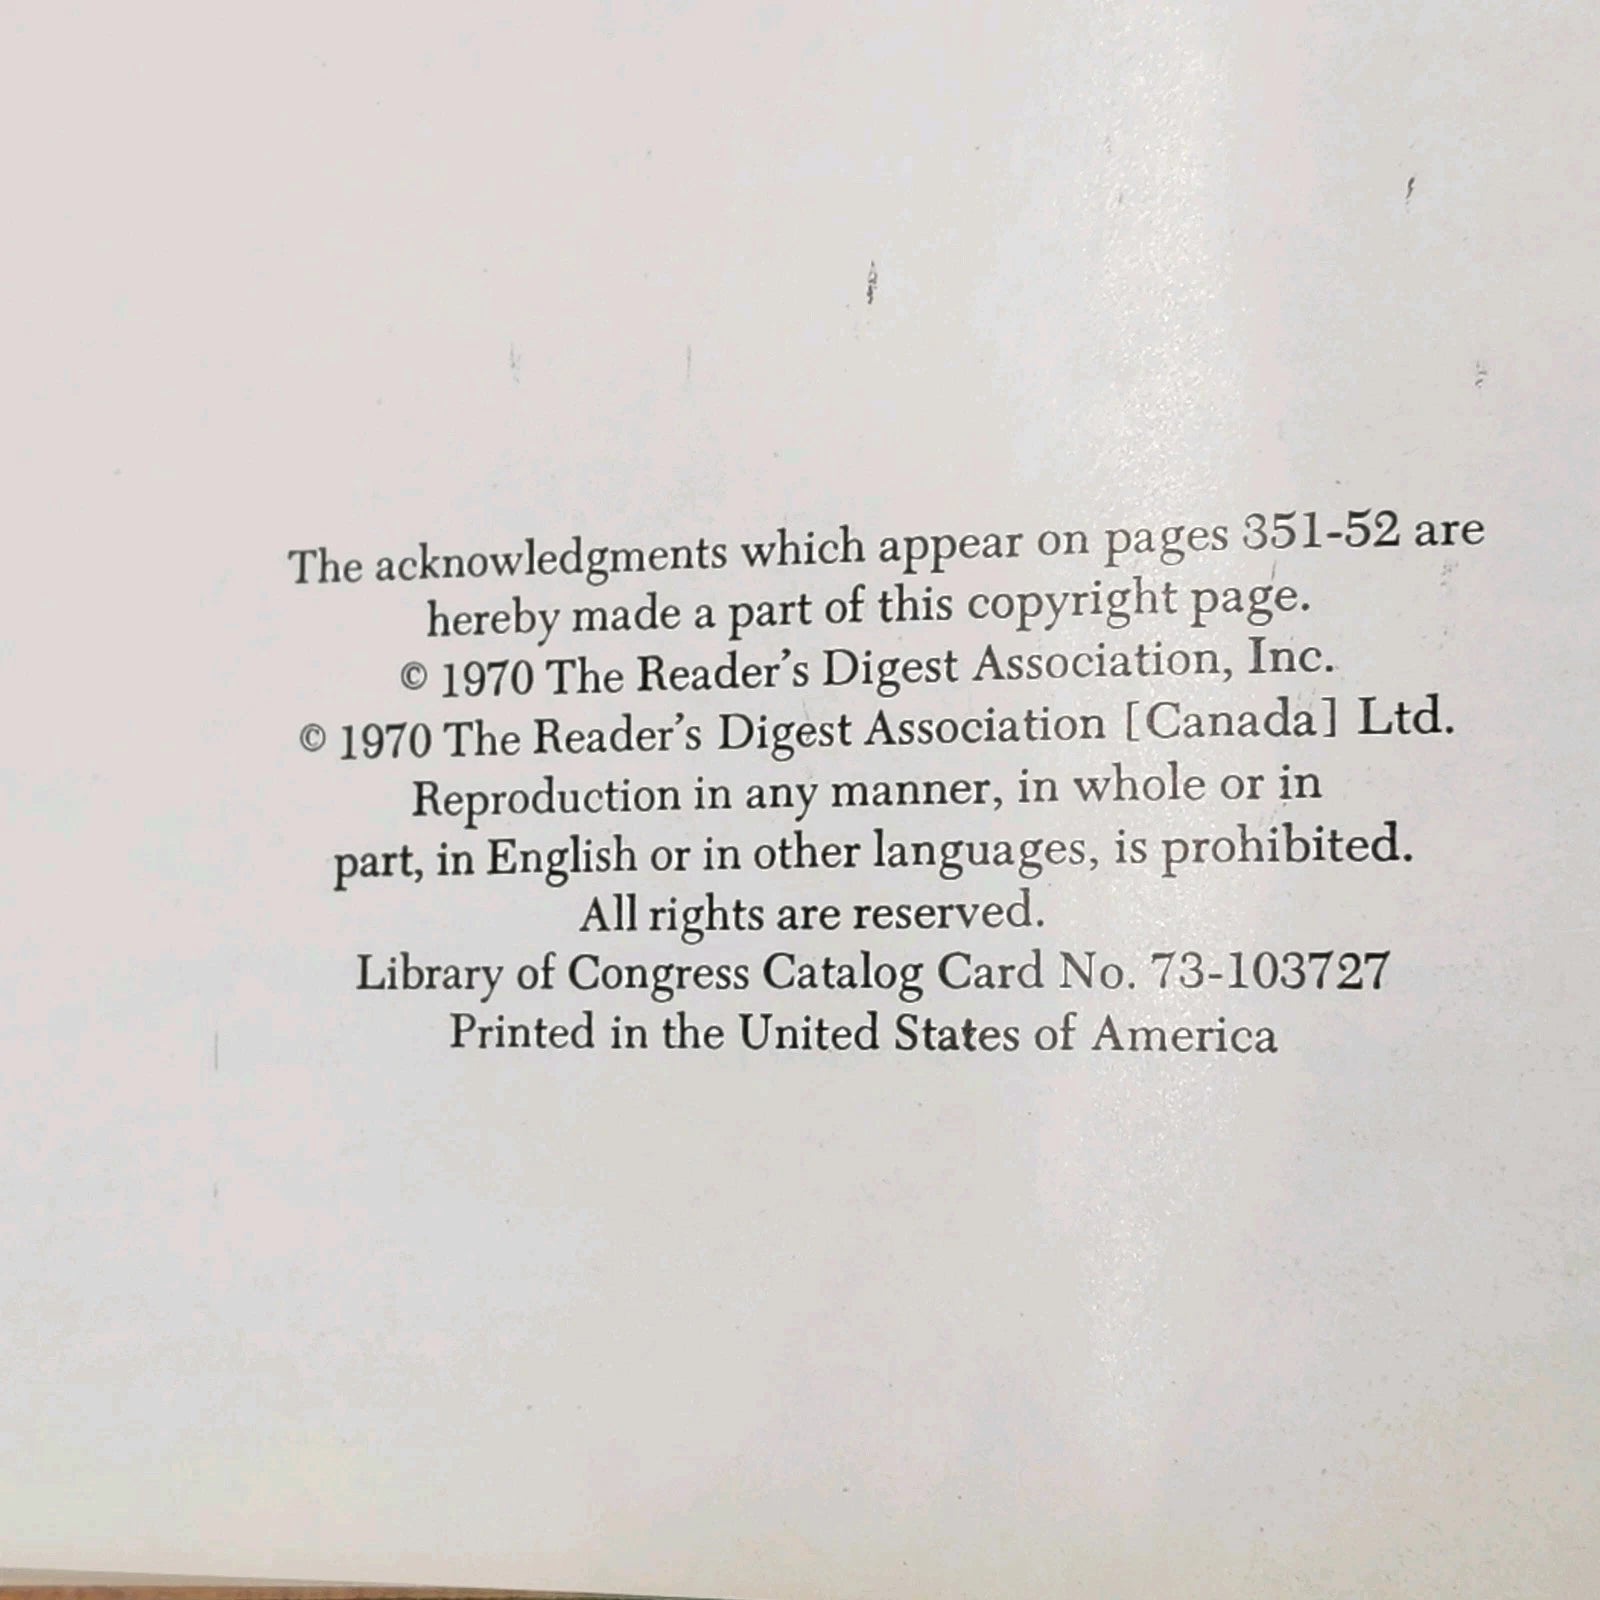 The acknowledgments which appear on pages 351-52 are
hereby made a part of this copyright page.
© 1970 The Reader’s Digest Association, Inc.
© 1970 The Reader’s Digest Association [Canada] Ltd.
Reproduction in any manner, in whole or in
part, in English or in other languages, is prohibited.
All rights are reserved.
Library of Congress Catalog Card No. 73-103727
Printed in the United States of America